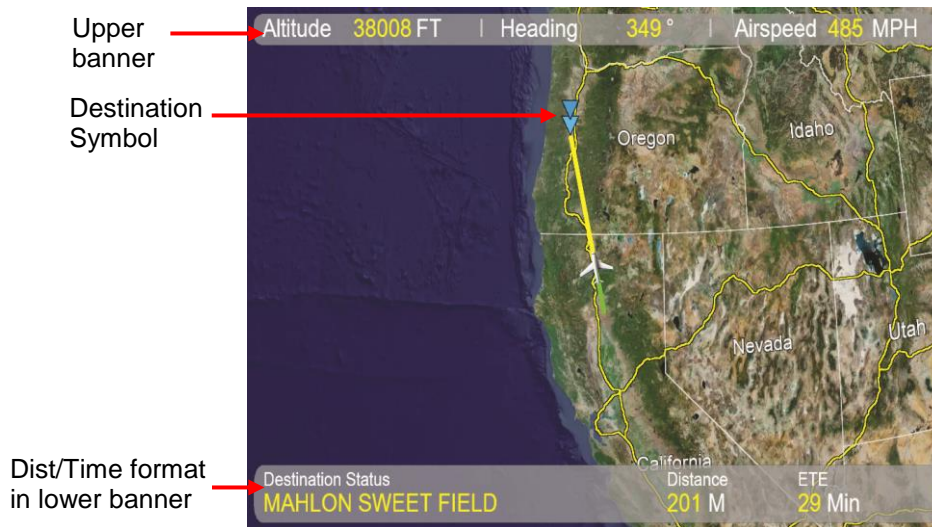 Upper
banner
Altitude 38008 FT | Heading 349 ° | Airspeed 485 MPH
Destination
Symbol
Oregon
Idaho
Nevada
Utah
California
Dist/Time format
in lower banner
Destination Status Distance ETE
MAHLON SWEET FIELD 201 M 29 Min